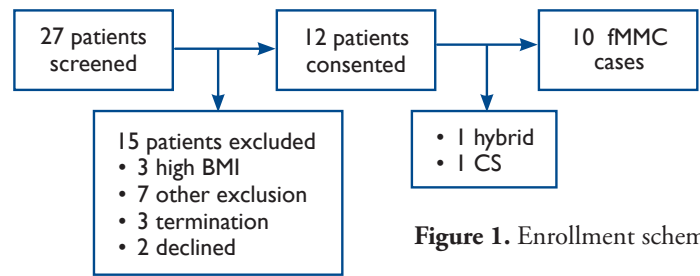 27 patients
screened
12 patients
consented
10 fMMC
cases
15 patients excluded
• 3 high BMI
• 7 other exclusion
• 3 termination
• 2 declined
• 1 hybrid
• 1 CS
Figure 1. Enrollment schem